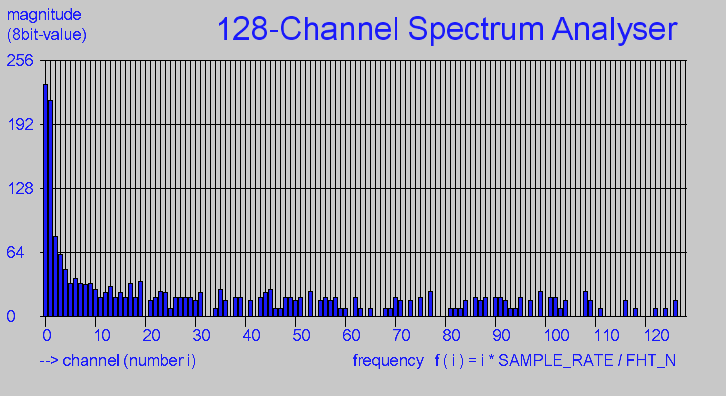 magnitude
(8bit-value)
128-Channel Spectrum Analyser
256
192
128
64
0
0 10 20 30 40 50 60 70 80 90 100 110 120
--> channel (number i)
frequency f ( i ) = i * SAMPLE_RATE / FHT_N